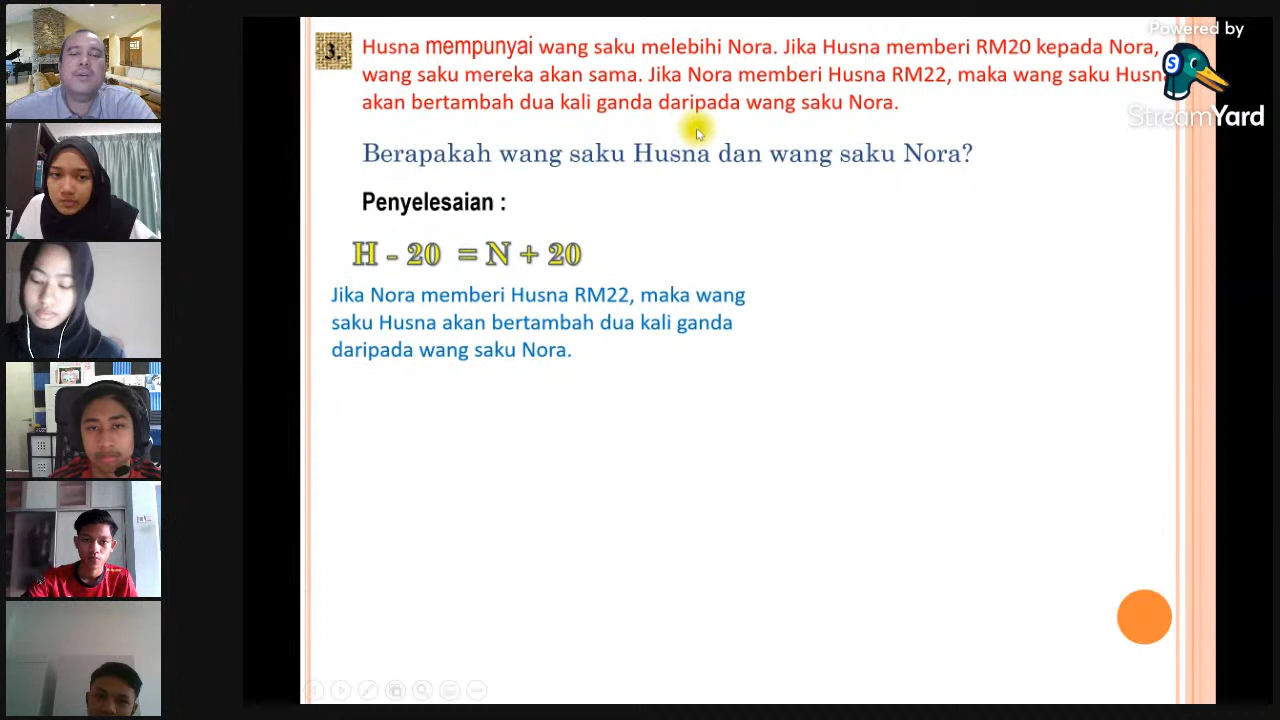 Powered by
StreamYard
3.
Husna mempunyai wang saku melebihi Nora. Jika Husna memberi RM20 kepada Nora,
wang saku mereka akan sama. Jika Nora memberi Husna RM22, maka wang saku Husna
akan bertambah dua kali ganda daripada wang saku Nora.
Berapakah wang saku Husna dan wang saku Nora?
Penyelesaian :
H - 20 = N + 20
Jika Nora memberi Husna RM22, maka wang
saku Husna akan bertambah dua kali ganda
daripada wang saku Nora.